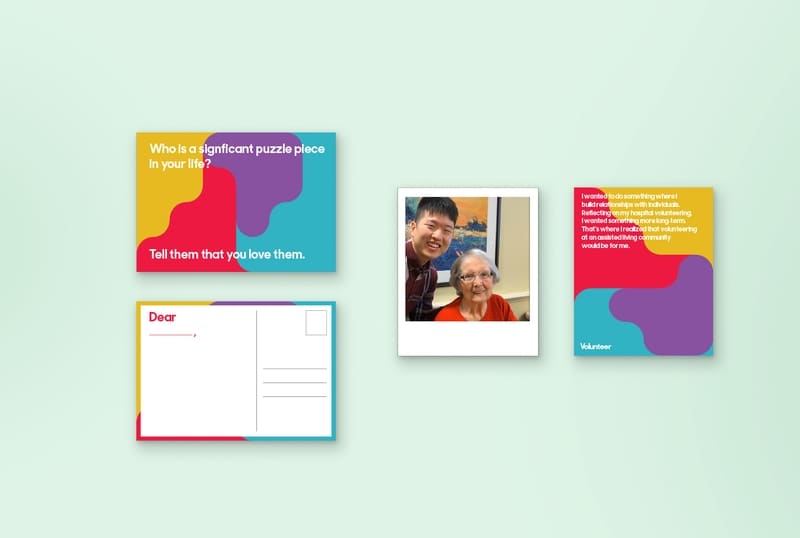 Who is a signficant puzzle piece
in your life?
Tell them that you love them.
Dear
,
I wanted to do something where I
build relationships with individuals.
Reflecting on my hospital volunteering,
I wanted something more long term.
That's where I realized that volunteering
at an assisted living community
would be for me.
Volunteer